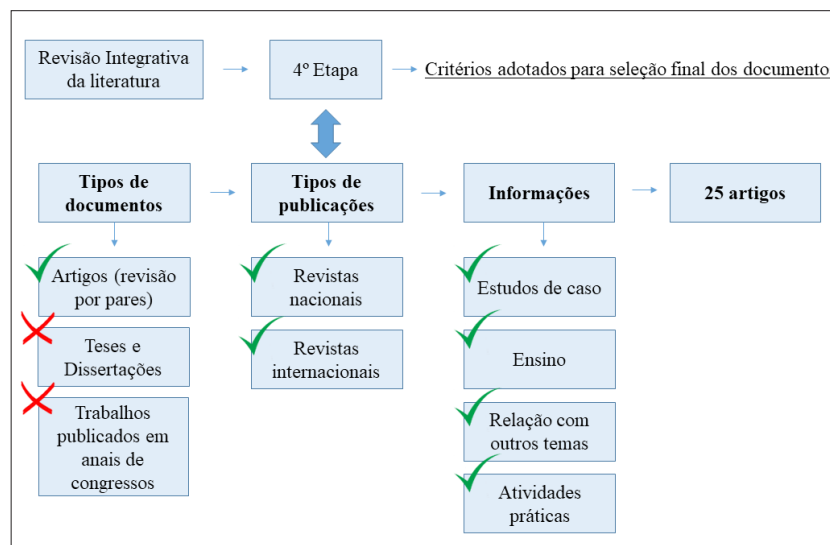 Revisão Integrativa
da literatura
4º Etapa
Critérios adotados para seleção final dos documento
Tipos de
documentos
Tipos de
publicações
Informações
25 artigos
Artigos (revisão
por pares)
Teses e
Dissertações
Trabalhos
publicados em
anais de
congressos
Revistas
nacionais
Revistas
internacionais
Estudos de caso
Ensino
Relação com
outros temas
Atividades
práticas